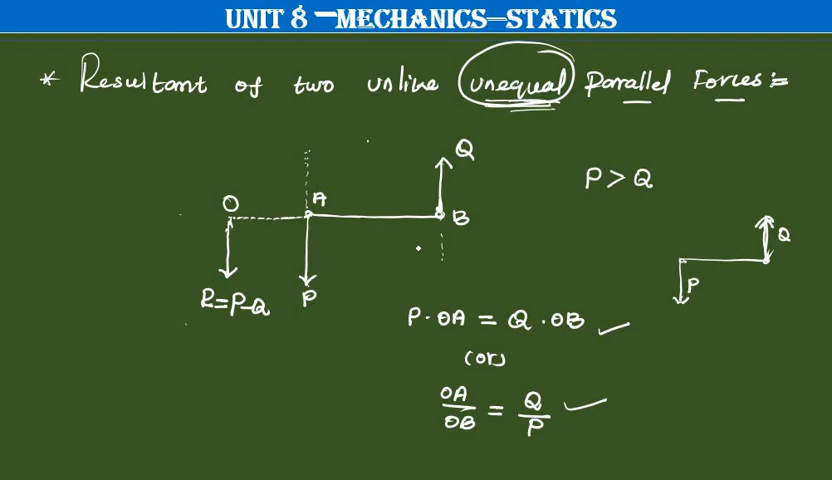 UNIT 8 –MECHANICS–STATICS
* Resultant of two unlike unequal parallel Forces :=
Q
P > Q
O A B
Q
P
R=P-Q P
P · OA = Q · OB
(or)
OA/OB = Q/P